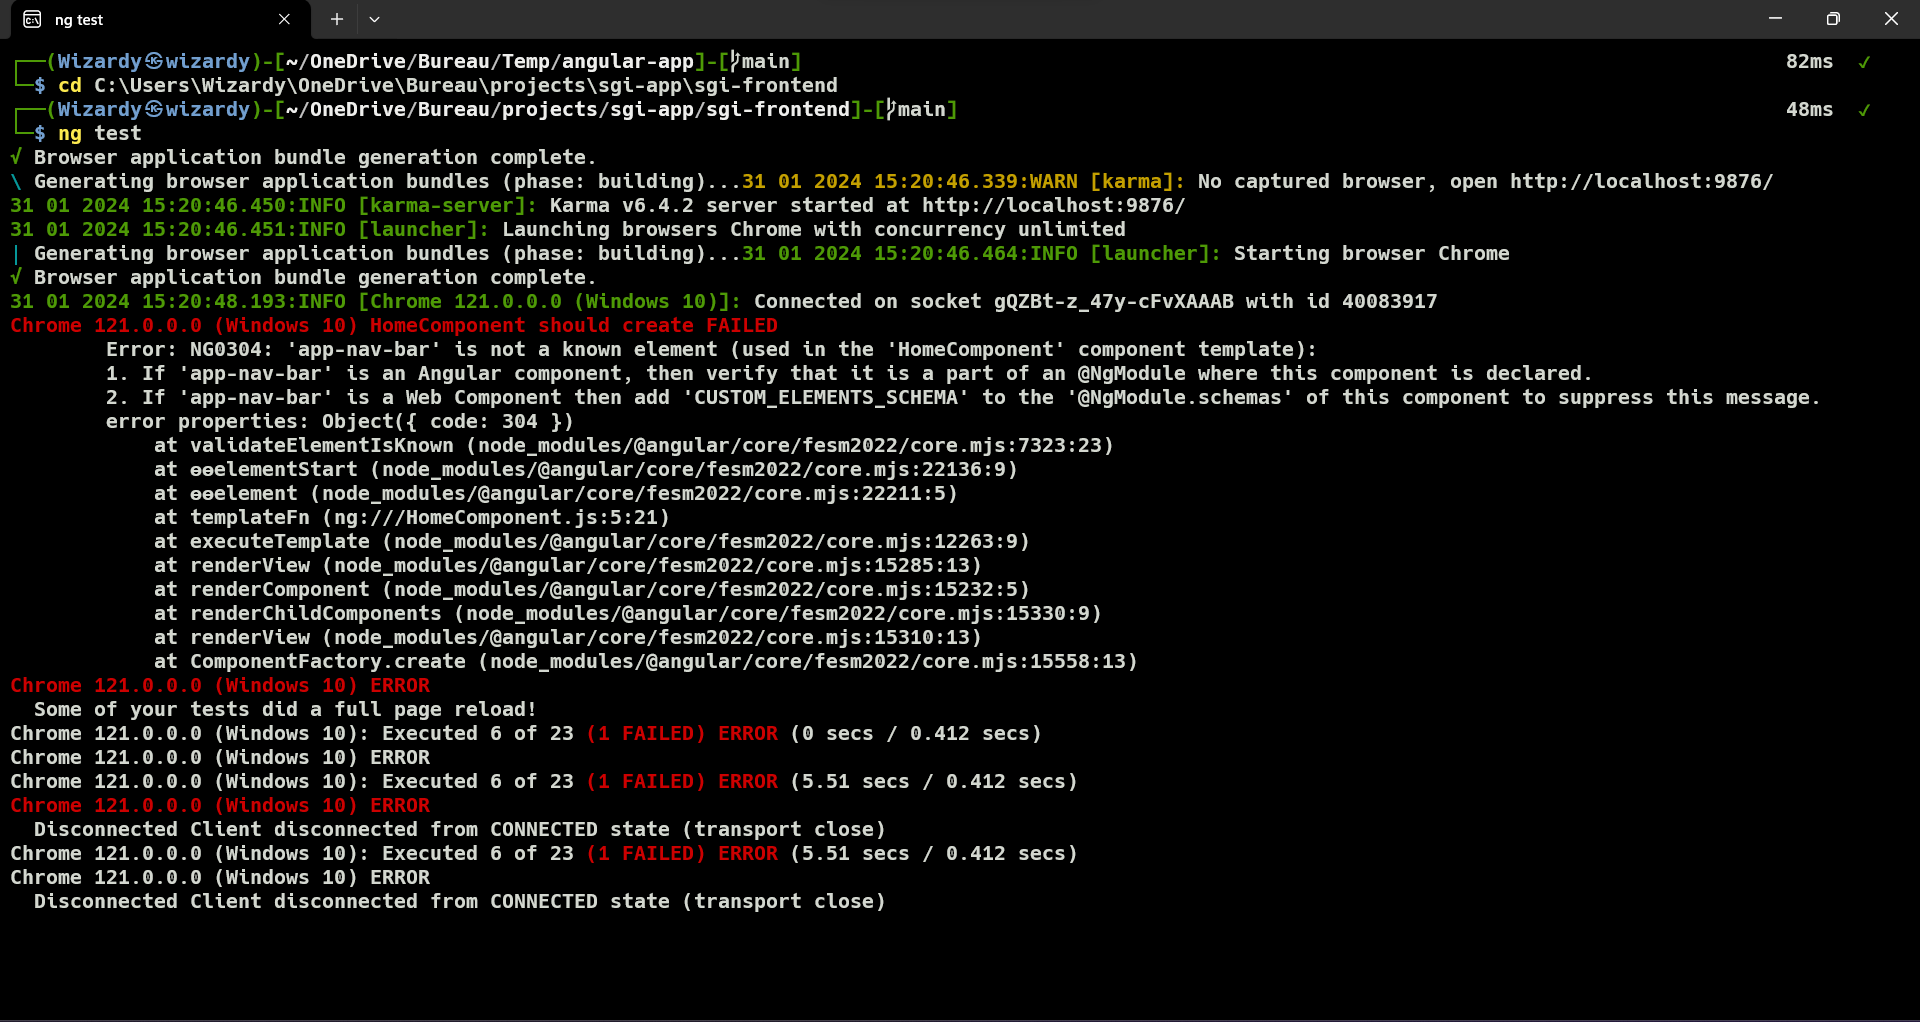 ng test
(Wizardy㉿wizardy)-[~/OneDrive/Bureau/Temp/angular-app]-[main] 82ms ✓
$ cd C:\Users\Wizardy\OneDrive\Bureau\projects\sgi-app\sgi-frontend
(Wizardy㉿wizardy)-[~/OneDrive/Bureau/projects/sgi-app/sgi-frontend]-[main] 48ms ✓
$ ng test
√ Browser application bundle generation complete.
\ Generating browser application bundles (phase: building)...31 01 2024 15:20:46.339:WARN [karma]: No captured browser, open http://localhost:9876/
31 01 2024 15:20:46.450:INFO [karma-server]: Karma v6.4.2 server started at http://localhost:9876/
31 01 2024 15:20:46.451:INFO [launcher]: Launching browsers Chrome with concurrency unlimited
| Generating browser application bundles (phase: building)...31 01 2024 15:20:46.464:INFO [launcher]: Starting browser Chrome
√ Browser application bundle generation complete.
31 01 2024 15:20:48.193:INFO [Chrome 121.0.0.0 (Windows 10)]: Connected on socket gQZBt-z_47y-cFvXAAAB with id 40083917
Chrome 121.0.0.0 (Windows 10) HomeComponent should create FAILED
Error: NG0304: 'app-nav-bar' is not a known element (used in the 'HomeComponent' component template):
1. If 'app-nav-bar' is an Angular component, then verify that it is a part of an @NgModule where this component is declared.
2. If 'app-nav-bar' is a Web Component then add 'CUSTOM_ELEMENTS_SCHEMA' to the '@NgModule.schemas' of this component to suppress this message.
error properties: Object({ code: 304 })
at validateElementIsKnown (node_modules/@angular/core/fesm2022/core.mjs:7323:23)
at ɵɵelementStart (node_modules/@angular/core/fesm2022/core.mjs:22136:9)
at ɵɵelement (node_modules/@angular/core/fesm2022/core.mjs:22211:5)
at templateFn (ng:///HomeComponent.js:5:21)
at executeTemplate (node_modules/@angular/core/fesm2022/core.mjs:12263:9)
at renderView (node_modules/@angular/core/fesm2022/core.mjs:15285:13)
at renderComponent (node_modules/@angular/core/fesm2022/core.mjs:15232:5)
at renderChildComponents (node_modules/@angular/core/fesm2022/core.mjs:15330:9)
at renderView (node_modules/@angular/core/fesm2022/core.mjs:15310:13)
at ComponentFactory.create (node_modules/@angular/core/fesm2022/core.mjs:15558:13)
Chrome 121.0.0.0 (Windows 10) ERROR
Some of your tests did a full page reload!
Chrome 121.0.0.0 (Windows 10): Executed 6 of 23 (1 FAILED) ERROR (0 secs / 0.412 secs)
Chrome 121.0.0.0 (Windows 10) ERROR
Chrome 121.0.0.0 (Windows 10): Executed 6 of 23 (1 FAILED) ERROR (5.51 secs / 0.412 secs)
Chrome 121.0.0.0 (Windows 10) ERROR
Disconnected Client disconnected from CONNECTED state (transport close)
Chrome 121.0.0.0 (Windows 10): Executed 6 of 23 (1 FAILED) ERROR (5.51 secs / 0.412 secs)
Chrome 121.0.0.0 (Windows 10) ERROR
Disconnected Client disconnected from CONNECTED state (transport close)